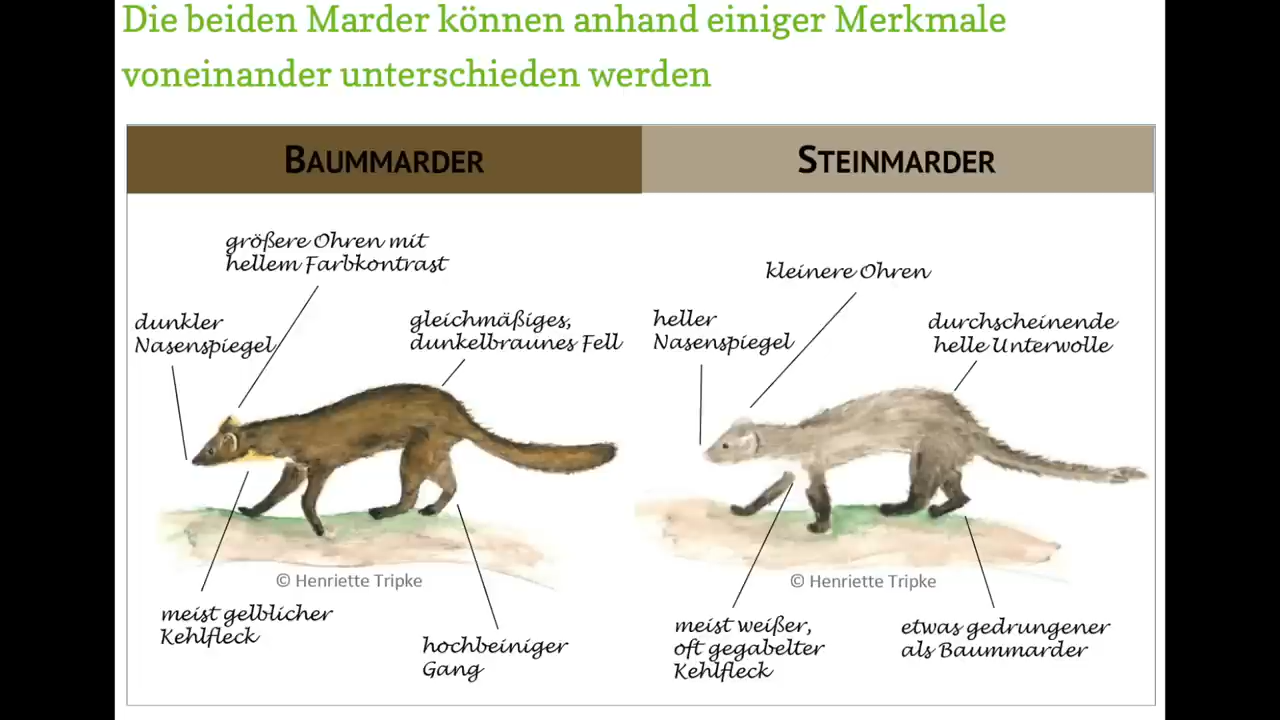 Die beiden Marder können anhand einiger Merkmale
voneinander unterschieden werden
BAUMMARDER
größere Ohren mit
hellem Farbkontrast
dunkler
Nasenspiegel
gleichmäßiges,
dunkelbraunes Fell
© Henriette Tripke
meist gelblicher
Kehlfleck
hochbeiniger
Gang
STEINMARDER
kleinere Ohren
heller
Nasenspiegel
durchscheinende
helle Unterwolle
© Henriette Tripke
meist weißer,
oft gegabelter
Kehlfleck
etwas gedrungener
als Baummarder